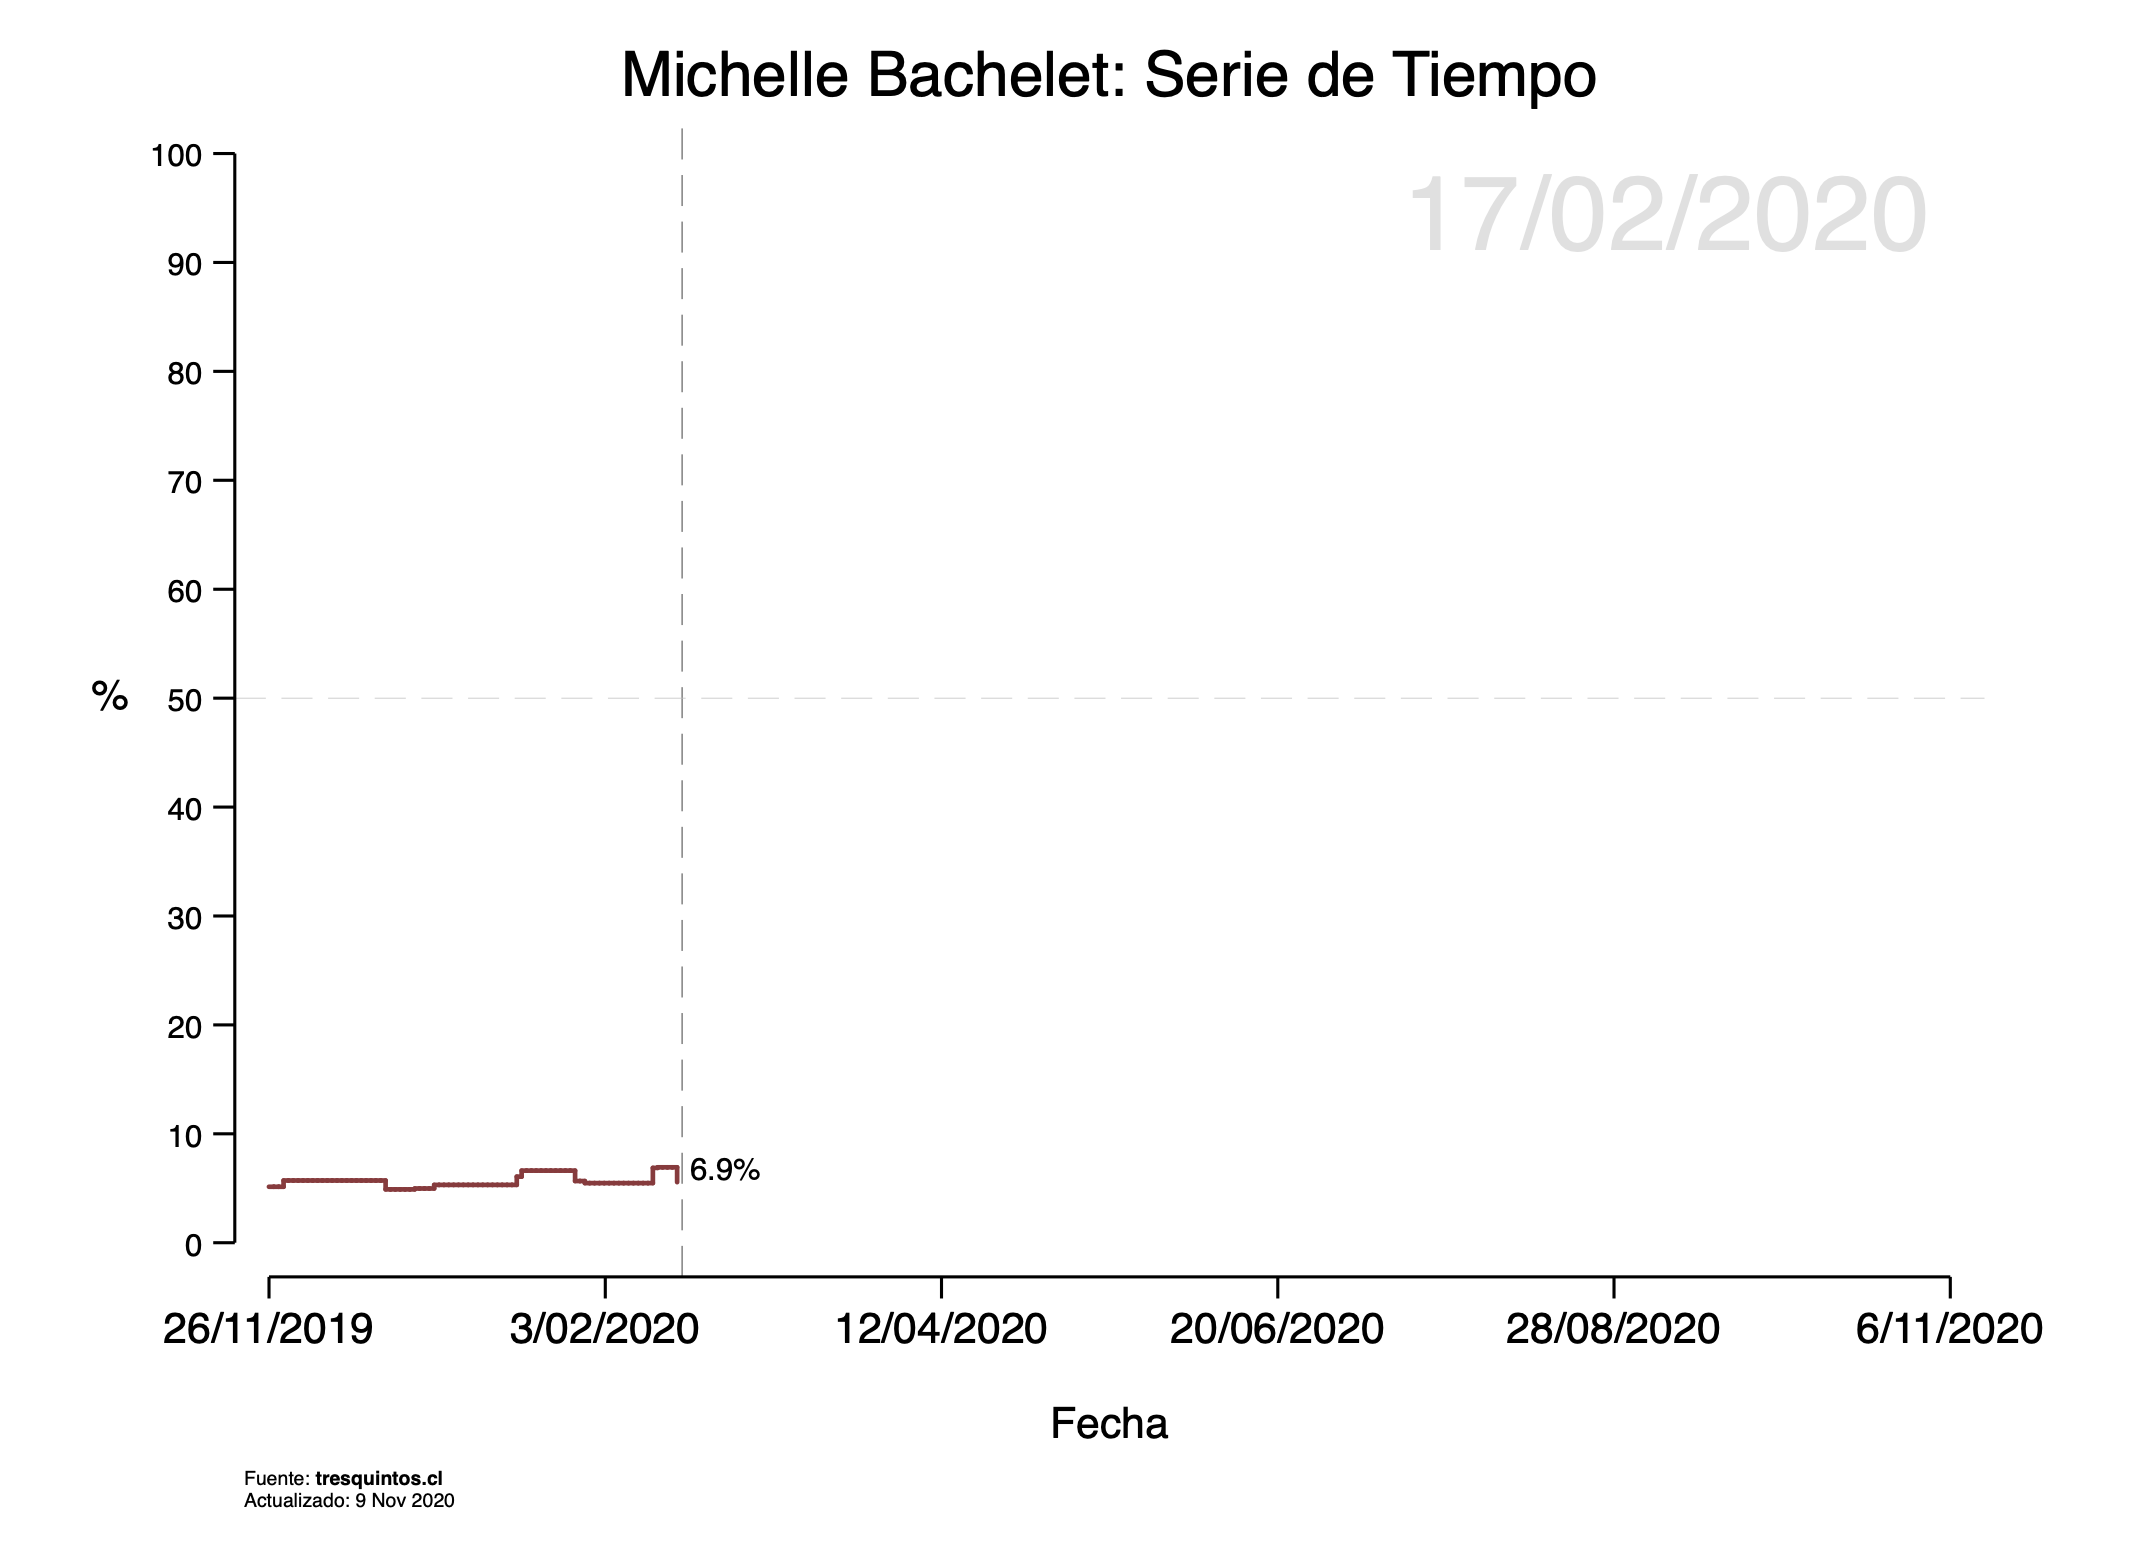 Michelle Bachelet: Serie de Tiempo
17/02/2020
100
90
80
70
60
%
50
40
30
20
10
0
6.9%
26/11/2019 3/02/2020 12/04/2020 20/06/2020 28/08/2020 6/11/2020
Fecha
Fuente: tresquintos.cl
Actualizado: 9 Nov 2020